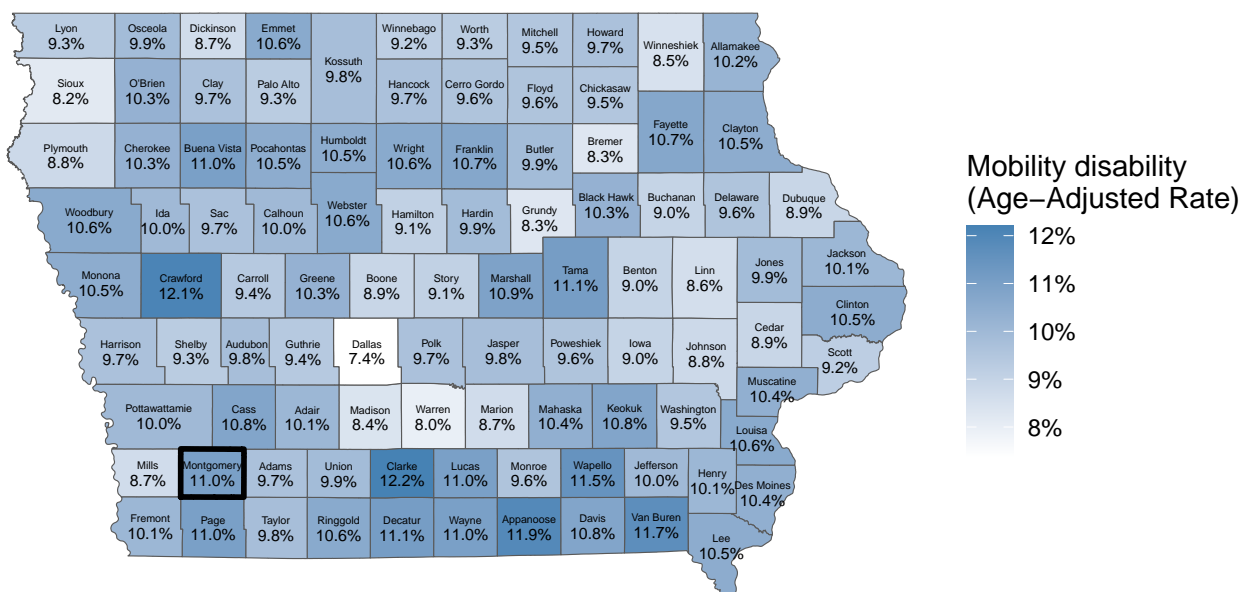 Lyon
9.3%
Osceola
9.9%
Dickinson
8.7%
Emmet
10.6%
Kossuth
9.8%
Winnebago
9.2%
Worth
9.3%
Mitchell
9.5%
Howard
9.7%
Winneshiek
8.5%
Allamakee
10.2%
Sioux
8.2%
O'Brien
10.3%
Clay
9.7%
Palo Alto
9.3%
Hancock
9.7%
Cerro Gordo
9.6%
Floyd
9.6%
Chickasaw
9.5%
Fayette
10.7%
Clayton
10.5%
Plymouth
8.8%
Cherokee
10.3%
Buena Vista
11.0%
Pocahontas
10.5%
Humboldt
10.5%
Wright
10.6%
Franklin
10.7%
Butler
9.9%
Bremer
8.3%
Woodbury
10.6%
Ida
10.0%
Sac
9.7%
Calhoun
10.0%
Webster
10.6%
Hamilton
9.1%
Hardin
9.9%
Grundy
8.3%
Black Hawk
10.3%
Buchanan
9.0%
Delaware
9.6%
Dubuque
8.9%
Monona
10.5%
Crawford
12.1%
Carroll
9.4%
Greene
10.3%
Boone
8.9%
Story
9.1%
Marshall
10.9%
Tama
11.1%
Benton
9.0%
Linn
8.6%
Jones
9.9%
Jackson
10.1%
Clinton
10.5%
Harrison
9.7%
Shelby
9.3%
Audubon
9.8%
Guthrie
9.4%
Dallas
7.4%
Polk
9.7%
Jasper
9.8%
Poweshiek
9.6%
Iowa
9.0%
Johnson
8.8%
Cedar
8.9%
Scott
9.2%
Muscatine
10.4%
Pottawattamie
10.0%
Cass
10.8%
Adair
10.1%
Madison
8.4%
Warren
8.0%
Marion
8.7%
Mahaska
10.4%
Keokuk
10.8%
Washington
9.5%
Louisa
10.6%
Mills
8.7%
Montgomery
11.0%
Adams
9.7%
Union
9.9%
Clarke
12.2%
Lucas
11.0%
Monroe
9.6%
Wapello
11.5%
Jefferson
10.0%
Henry
10.1%
Des Moines
10.4%
Fremont
10.1%
Page
11.0%
Taylor
9.8%
Ringgold
10.6%
Decatur
11.1%
Wayne
11.0%
Appanoose
11.9%
Davis
10.8%
Van Buren
11.7%
Lee
10.5%
Mobility disability
(Age−Adjusted Rate)
12%
11%
10%
9%
8%